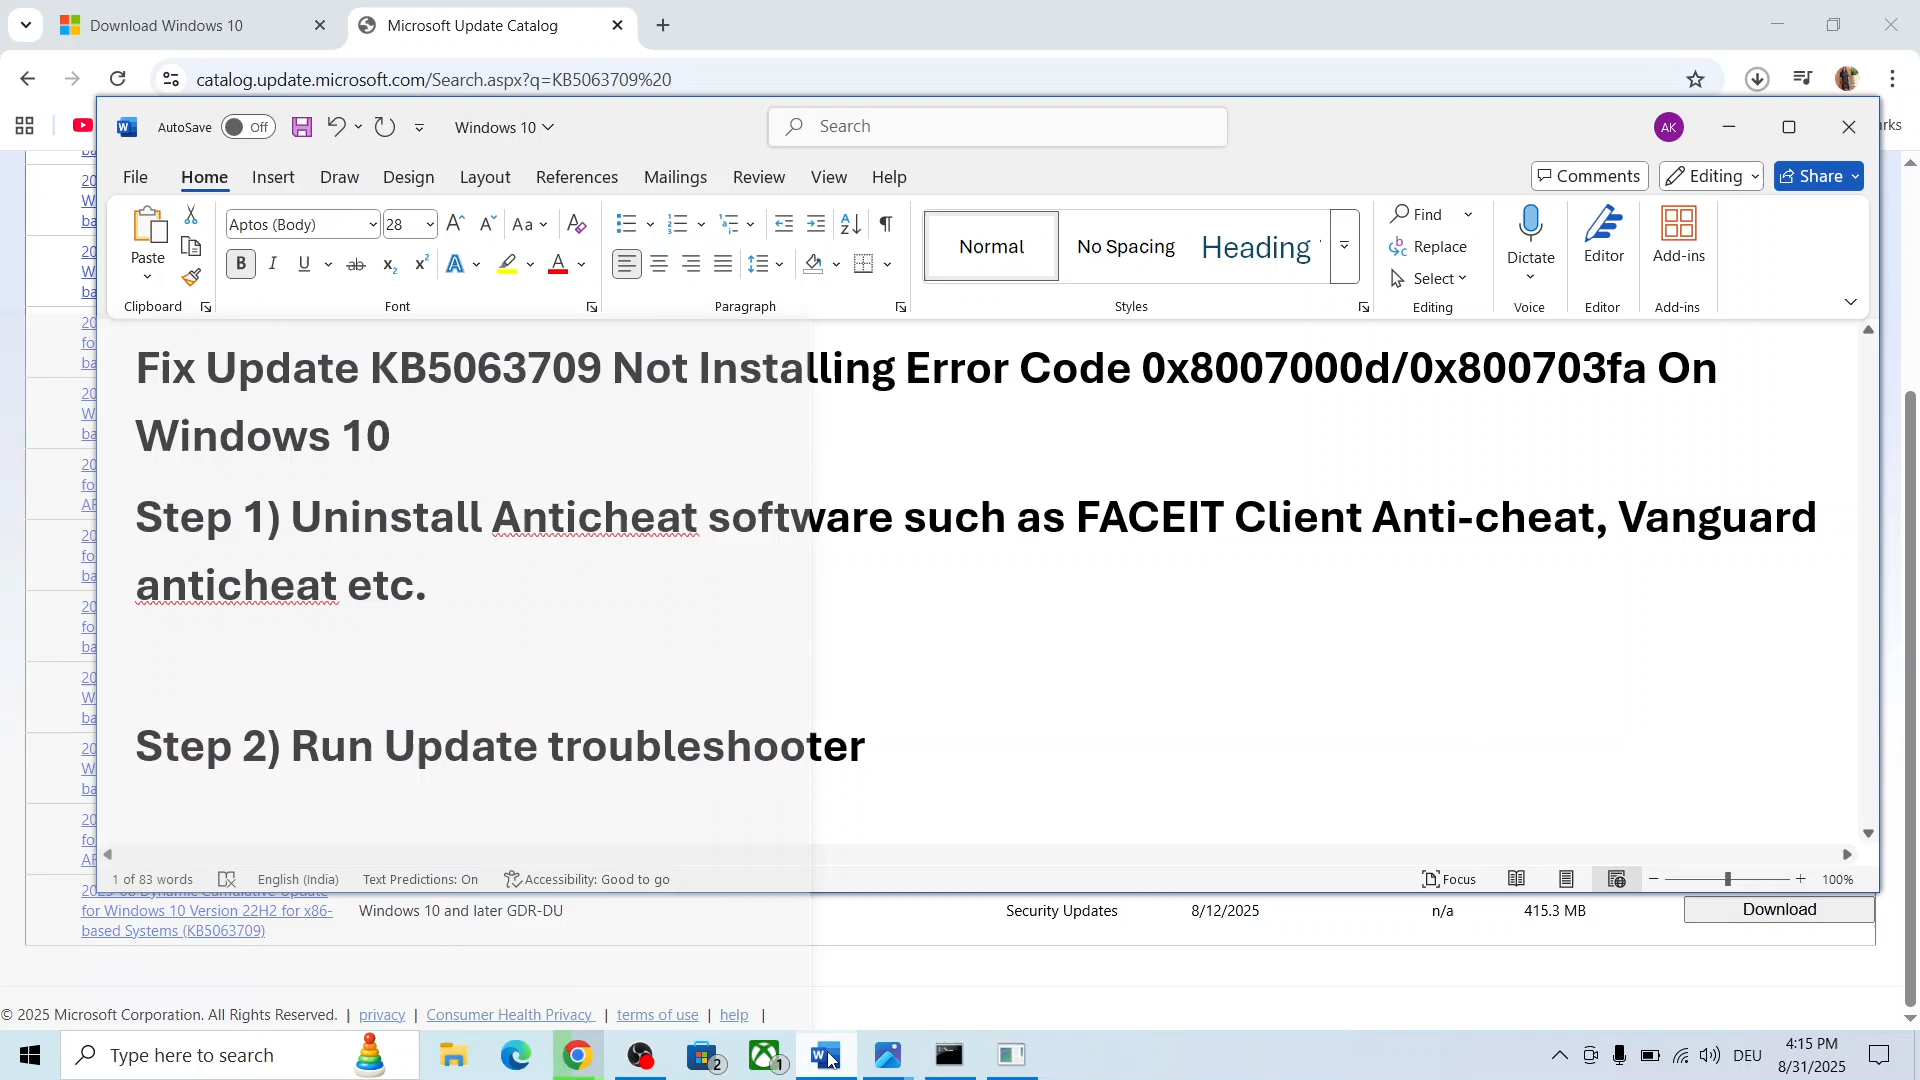 Download Windows 10
Microsoft Update Catalog
catalog.update.microsoft.com/Search.aspx?q=KB5063709%20
AutoSave Off
Windows 10
Search
AK
File Home Insert Draw Design Layout References Mailings Review View Help
Comments Editing Share
Paste
Aptos (Body) 28
Normal
No Spacing
Heading
Find
Replace
Select
Dictate
Editor
Add-ins
Clipboard
Font
Paragraph
Styles
Editing
Voice
Editor
Add-ins
Fix Update KB5063709 Not Installing Error Code 0x8007000d/0x800703fa On
Windows 10
Step 1) Uninstall Anticheat software such as FACEIT Client Anti-cheat, Vanguard
anticheat etc.
Step 2) Run Update troubleshooter
1 of 83 words English (India) Text Predictions: On Accessibility: Good to go Focus 100%
for Windows 10 Version 22H2 for x86-
based Systems (KB5063709)
Windows 10 and later GDR-DU
Security Updates
8/12/2025
n/a
415.3 MB
Download
© 2025 Microsoft Corporation. All Rights Reserved. | privacy | Consumer Health Privacy | terms of use | help |
Type here to search
2
1
DEU
4:15 PM
8/31/2025